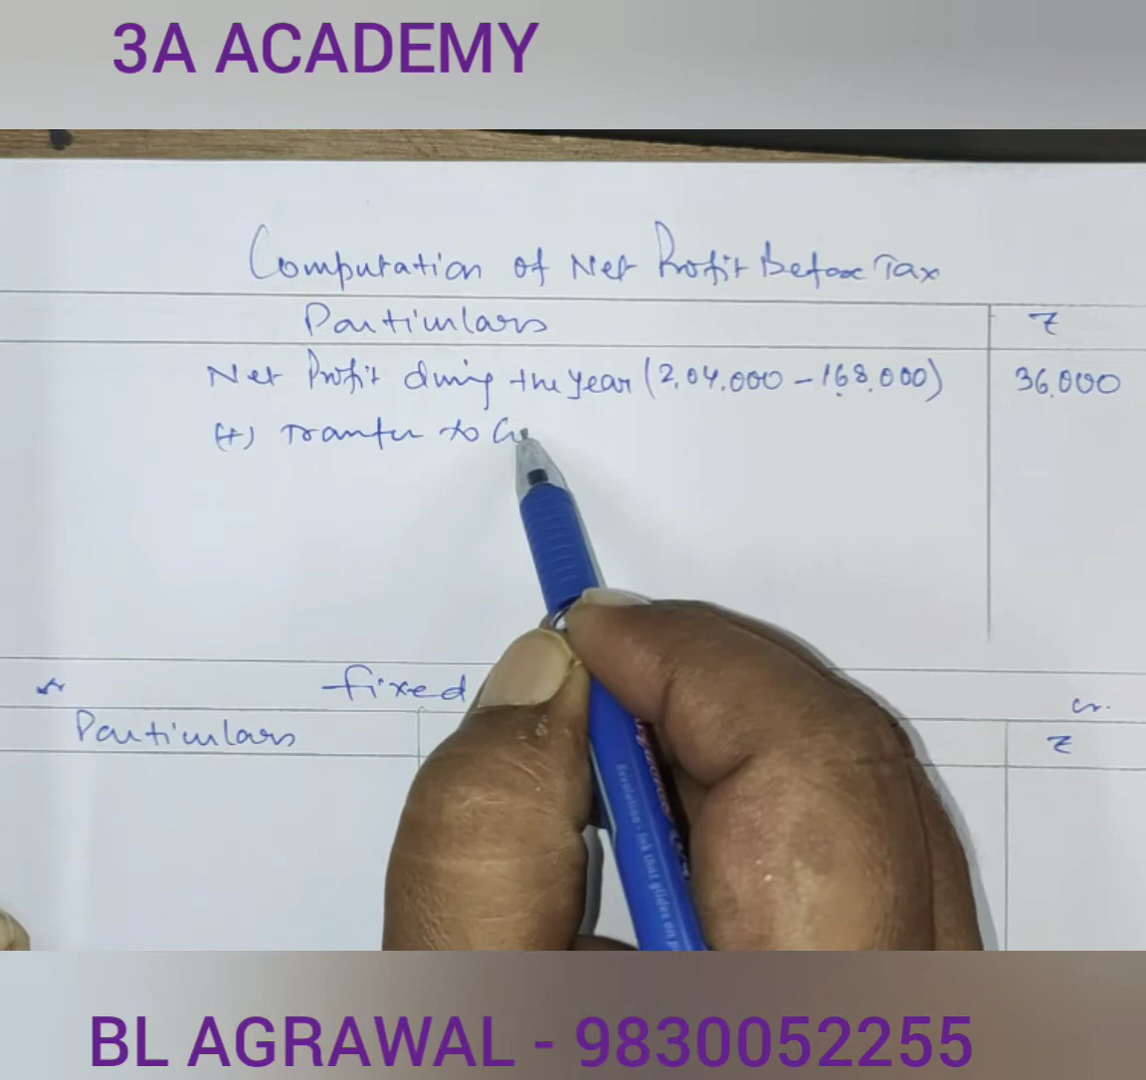 3A ACADEMY
Computation of Net Profit Before Tax
Particulars ₹
Net Profit during the year (2,04,000 - 168,000) 36,000
(+) Transfer to
fixed
cr.
Particulars ₹
BL AGRAWAL - 9830052255